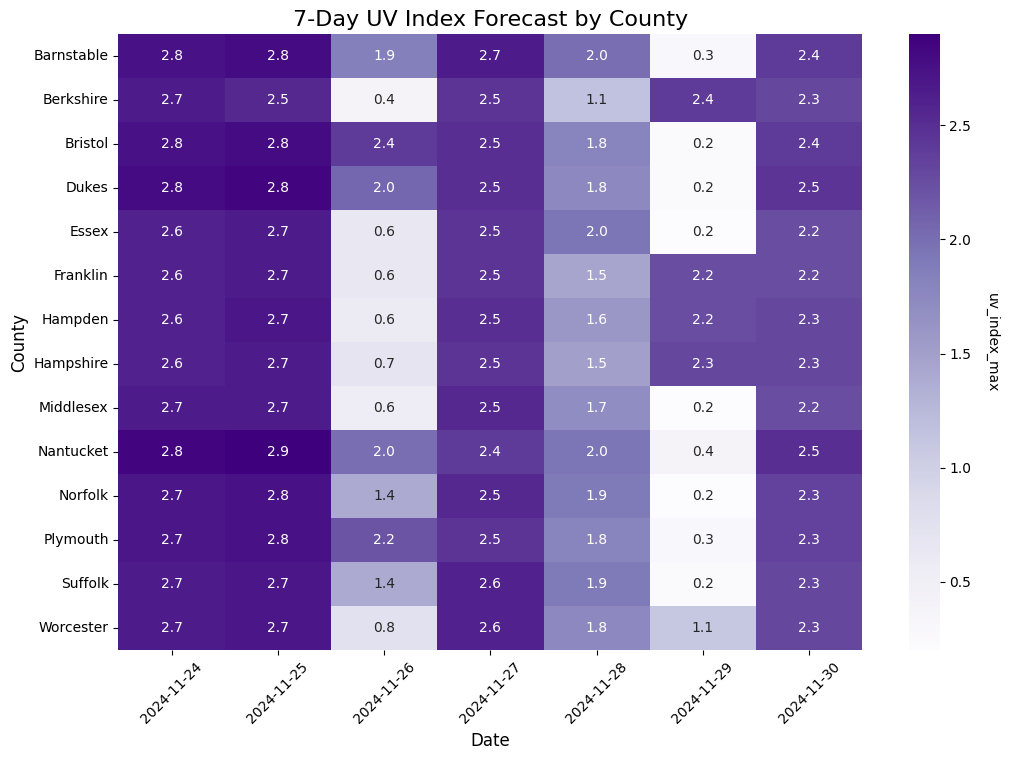 7-Day UV Index Forecast by County
County
Barnstable 2.8 2.8 1.9 2.7 2.0 0.3 2.4
Berkshire 2.7 2.5 0.4 2.5 1.1 2.4 2.3
Bristol 2.8 2.8 2.4 2.5 1.8 0.2 2.4
Dukes 2.8 2.8 2.0 2.5 1.8 0.2 2.5
Essex 2.6 2.7 0.6 2.5 2.0 0.2 2.2
Franklin 2.6 2.7 0.6 2.5 1.5 2.2 2.2
Hampden 2.6 2.7 0.6 2.5 1.6 2.2 2.3
Hampshire 2.6 2.7 0.7 2.5 1.5 2.3 2.3
Middlesex 2.7 2.7 0.6 2.5 1.7 0.2 2.2
Nantucket 2.8 2.9 2.0 2.4 2.0 0.4 2.5
Norfolk 2.7 2.8 1.4 2.5 1.9 0.2 2.3
Plymouth 2.7 2.8 2.2 2.5 1.8 0.3 2.3
Suffolk 2.7 2.7 1.4 2.6 1.9 0.2 2.3
Worcester 2.7 2.7 0.8 2.6 1.8 1.1 2.3
2024-11-24 2024-11-25 2024-11-26 2024-11-27 2024-11-28 2024-11-29 2024-11-30
Date
2.5
2.0
1.5
1.0
0.5
uv_index_max